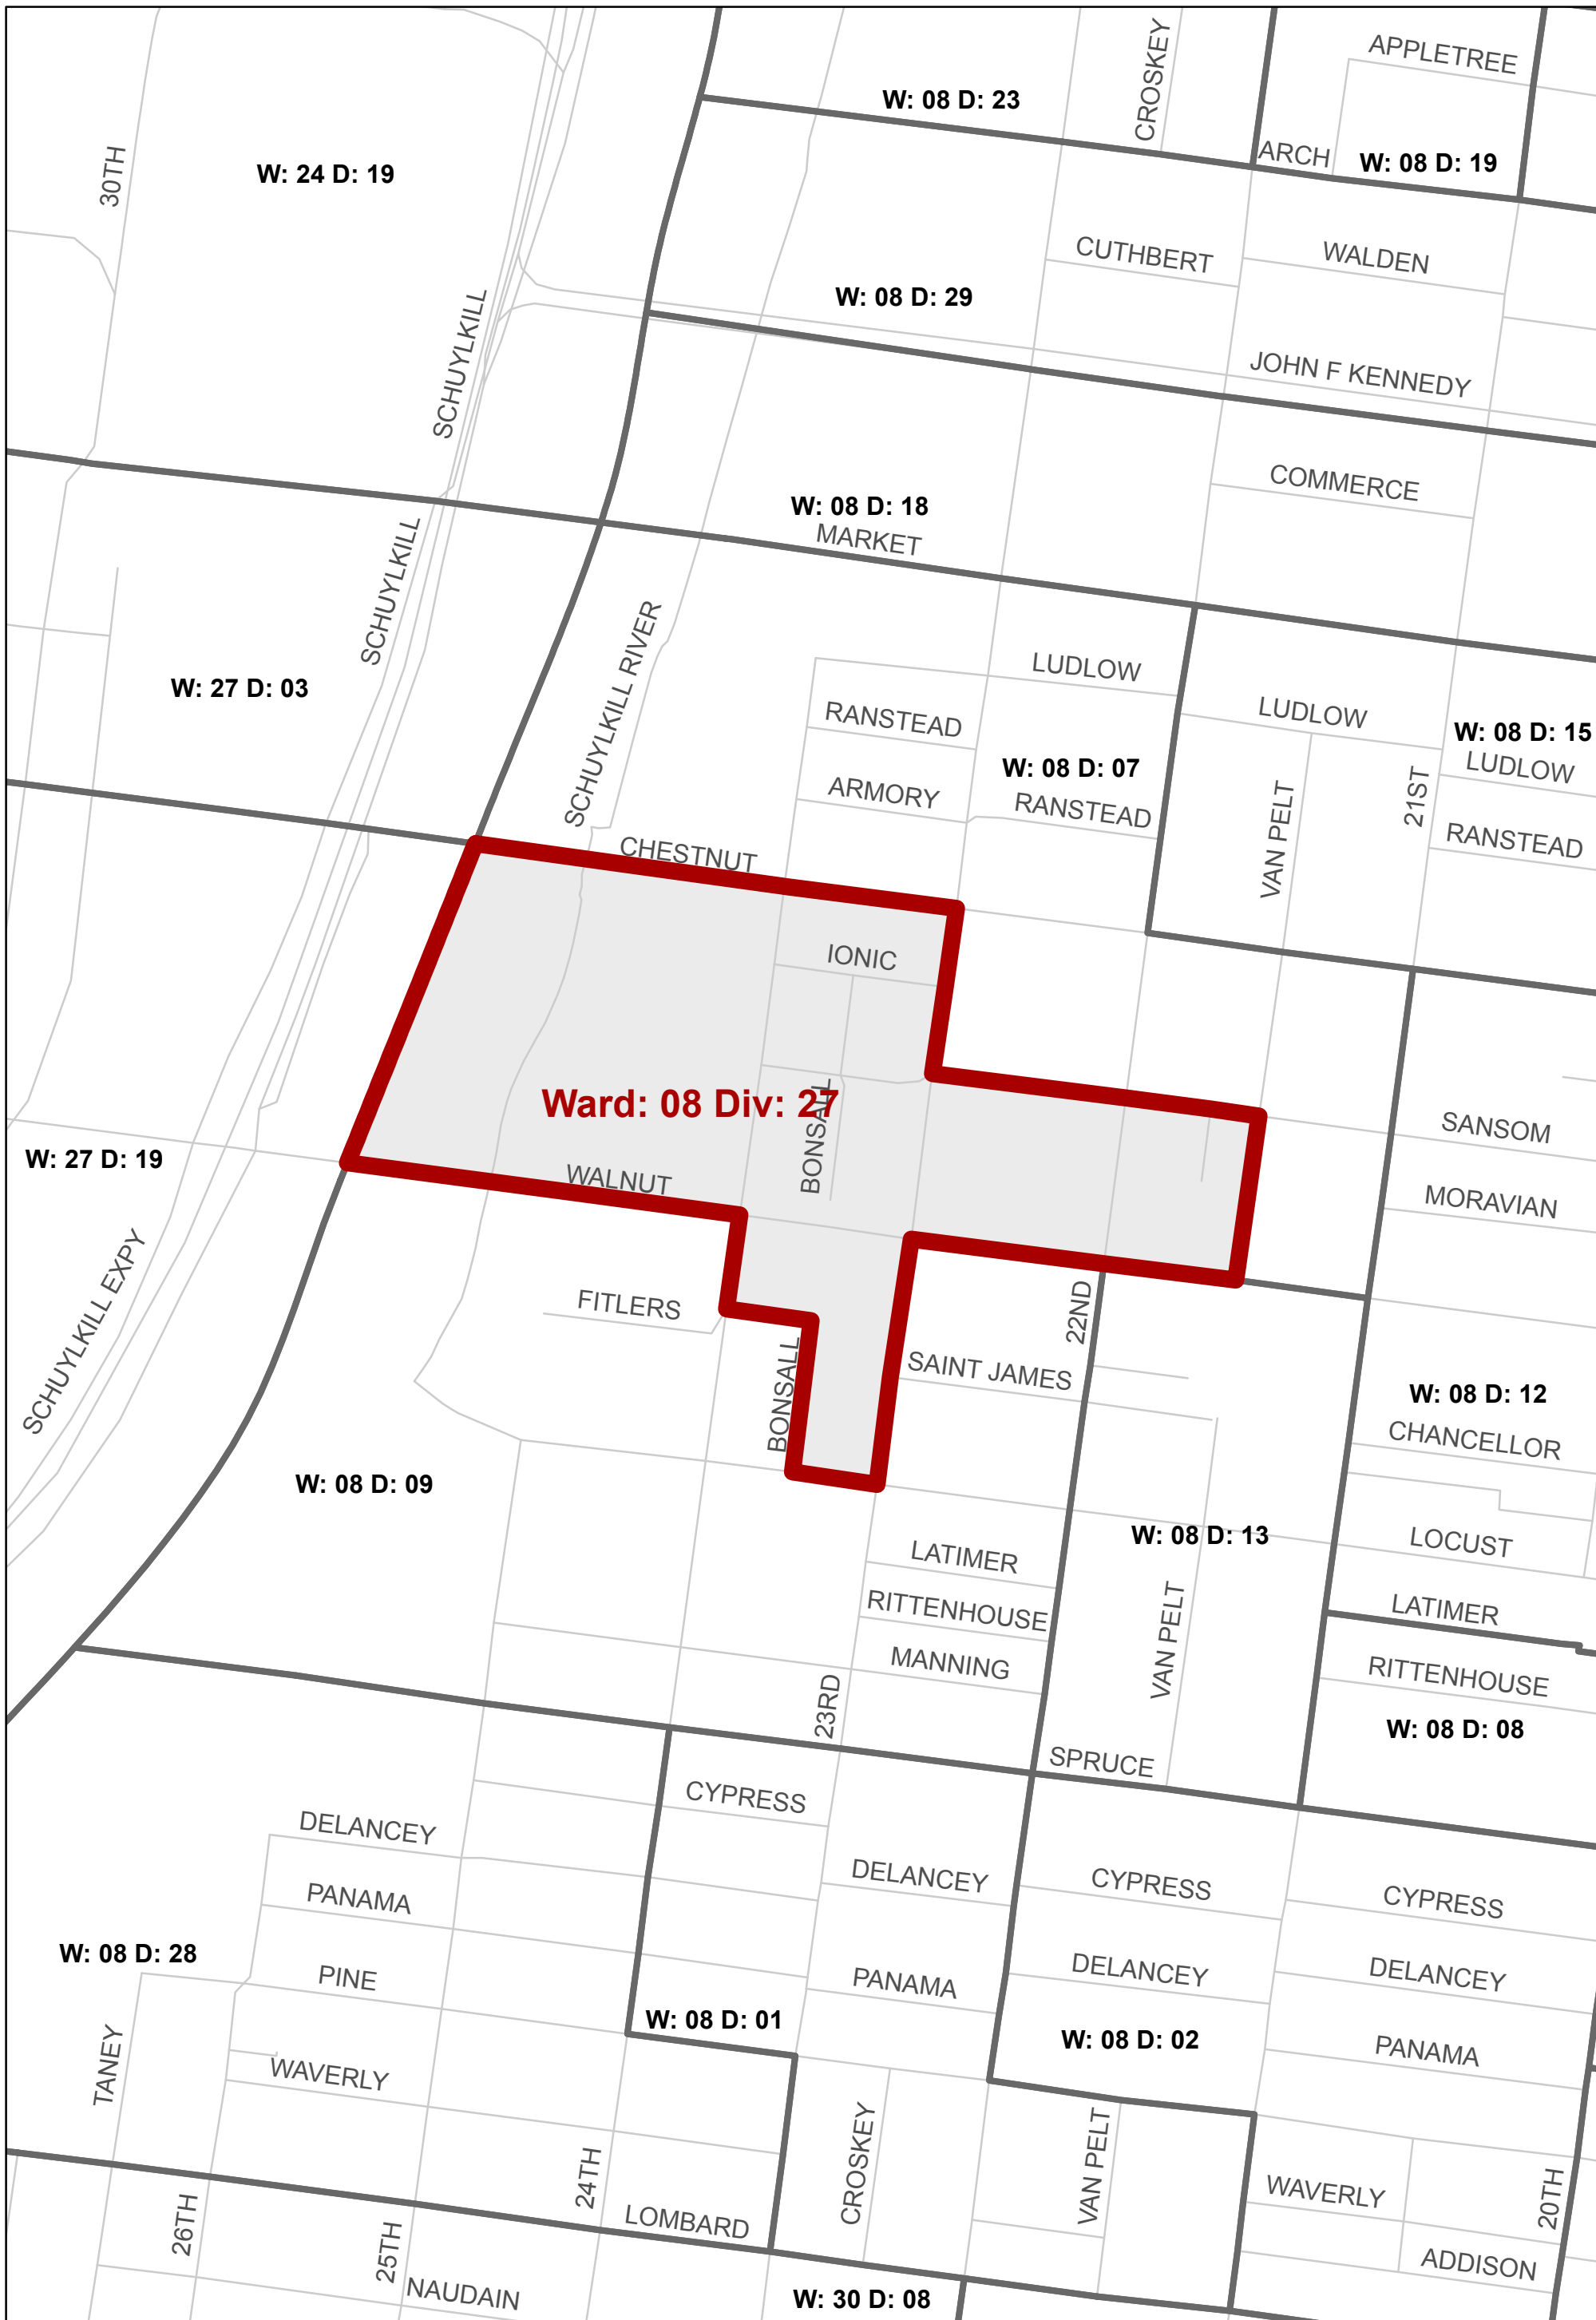 CROSKEY
APPLETREE
W: 08 D: 23
ARCH
W: 08 D: 19
30TH
W: 24 D: 19
CUTHBERT
WALDEN
SCHUYLKILL
W: 08 D: 29
JOHN F KENNEDY
COMMERCE
W: 08 D: 18
MARKET
SCHUYLKILL
SCHUYLKILL RIVER
W: 27 D: 03
LUDLOW
RANSTEAD
LUDLOW
W: 08 D: 15
W: 08 D: 07
LUDLOW
ARMORY
RANSTEAD
VAN PELT
21ST
RANSTEAD
CHESTNUT
IONIC
Ward: 08 Div: 27
BONSALL
SANSOM
W: 27 D: 19
WALNUT
MORAVIAN
SCHUYLKILL EXPY
FITLERS
22ND
BONSALL
SAINT JAMES
W: 08 D: 12
CHANCELLOR
W: 08 D: 09
W: 08 D: 13
LOCUST
LATIMER
RITTENHOUSE
LATIMER
MANNING
VAN PELT
RITTENHOUSE
23RD
W: 08 D: 08
SPRUCE
CYPRESS
DELANCEY
DELANCEY
CYPRESS
CYPRESS
PANAMA
W: 08 D: 28
PINE
PANAMA
DELANCEY
DELANCEY
W: 08 D: 01
W: 08 D: 02
PANAMA
TANEY
WAVERLY
CROSKEY
VAN PELT
24TH
WAVERLY
20TH
26TH
LOMBARD
25TH
ADDISON
NAUDAIN
W: 30 D: 08